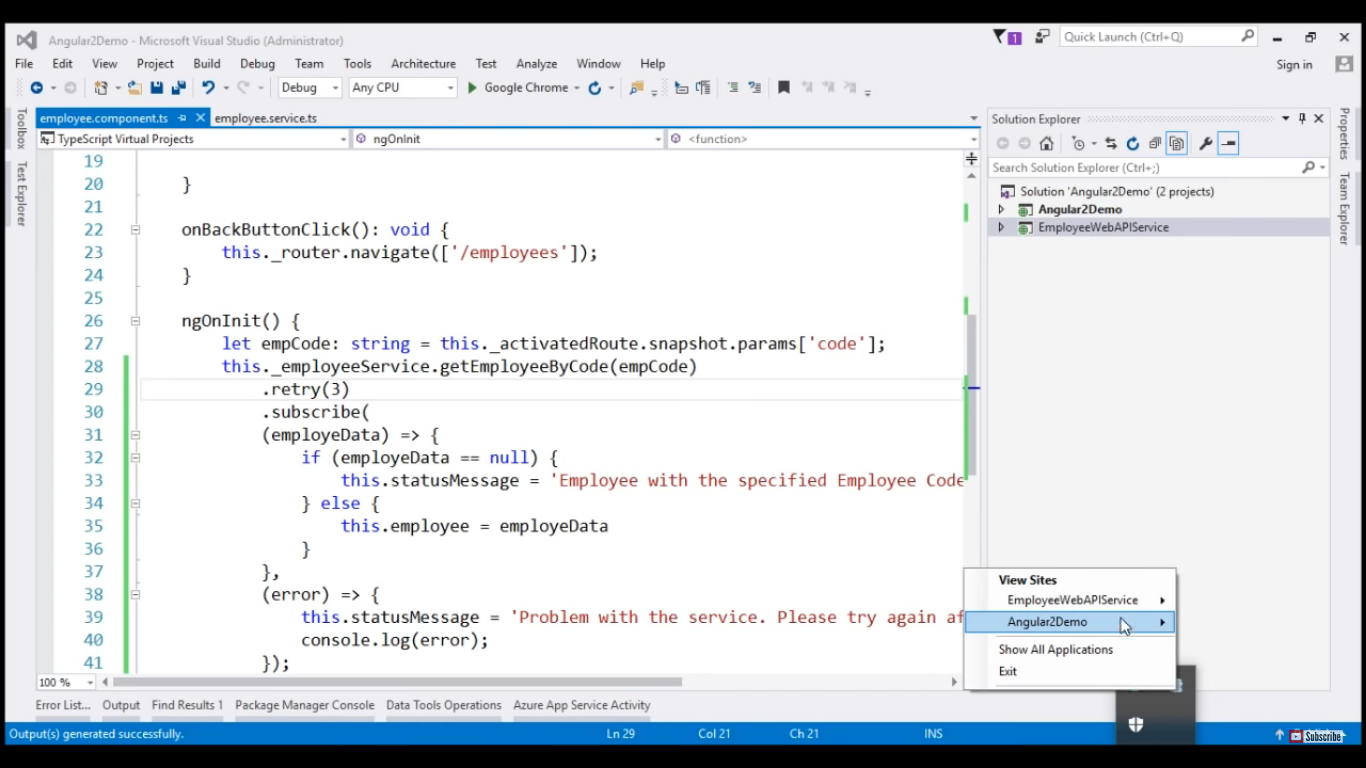 Angular2Demo - Microsoft Visual Studio (Administrator)
1
Quick Launch (Ctrl+Q)
File Edit View Project Build Debug Team Tools Architecture Test Analyze Window Help
Sign in
Debug Any CPU Google Chrome
Toolbox
Test Explorer
employee.component.ts employee.service.ts
TypeScript Virtual Projects ngOnInit <function>
19
20 }
21
22 onBackButtonClick(): void {
23 this._router.navigate(['/employees']);
24 }
25
26 ngOnInit() {
27 let empCode: string = this._activatedRoute.snapshot.params['code'];
28 this._employeeService.getEmployeeByCode(empCode)
29 .retry(3)
30 .subscribe(
31 (employeData) => {
32 if (employeData == null) {
33 this.statusMessage = 'Employee with the specified Employee Code
34 } else {
35 this.employee = employeData
36 }
37 },
38 (error) => {
39 this.statusMessage = 'Problem with the service. Please try again af
40 console.log(error);
41 });
100 %
Solution Explorer
Search Solution Explorer (Ctrl+;)
Solution 'Angular2Demo' (2 projects)
Angular2Demo
EmployeeWebAPIService
Properties
Team Explorer
View Sites
EmployeeWebAPIService
Angular2Demo
Show All Applications
Exit
Error List... Output Find Results 1 Package Manager Console Data Tools Operations Azure App Service Activity
Output(s) generated successfully. Ln 29 Col 21 Ch 21 INS
Subscribe